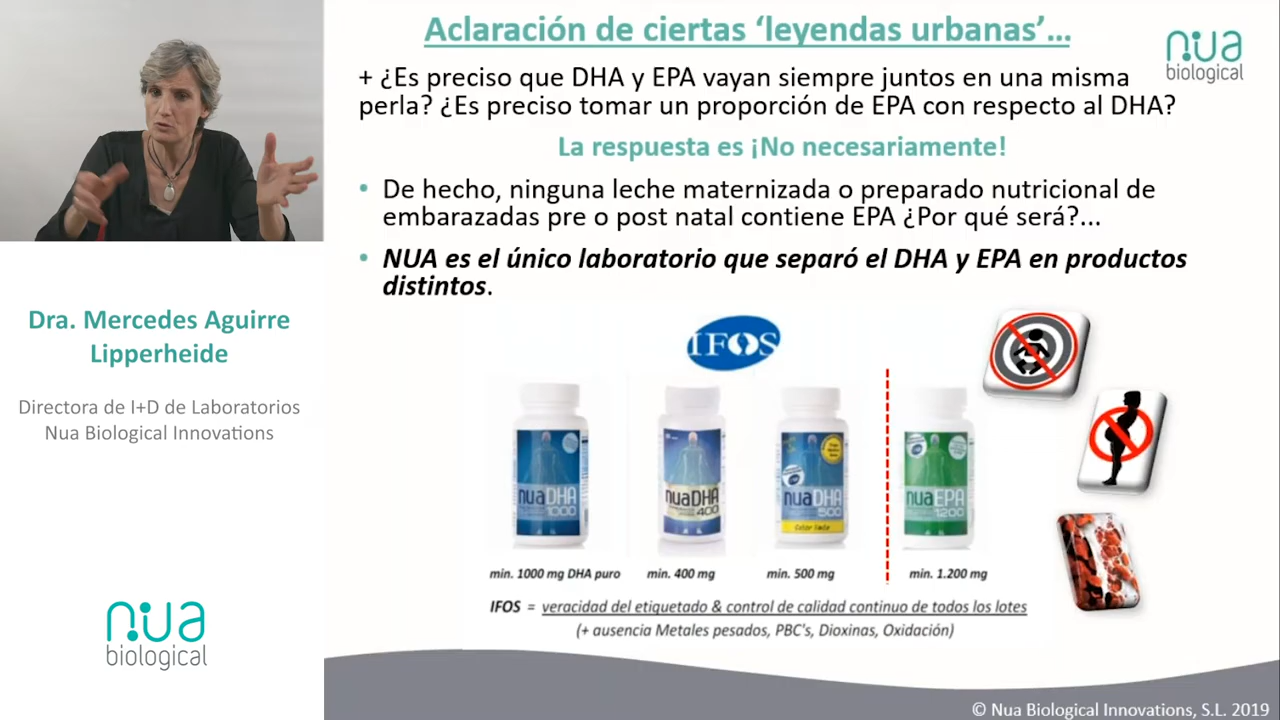 Aclaración de ciertas ‘leyendas urbanas’...
nua
biological
+ ¿Es preciso que DHA y EPA vayan siempre juntos en una misma
perla? ¿Es preciso tomar un proporción de EPA con respecto al DHA?
La respuesta es ¡No necesariamente!
• De hecho, ninguna leche maternizada o preparado nutricional de
embarazadas pre o post natal contiene EPA ¿Por qué será?...
• NUA es el único laboratorio que separó el DHA y EPA en productos
distintos.
Dra. Mercedes Aguirre
Lipperheide
Directora de I+D de Laboratorios
Nua Biological Innovations
nua
biological
IFOS
nuaDHA
1000
nuaDHA
400
nuaDHA
500
nuaEPA
1200
min. 1000 mg DHA puro
min. 400 mg
min. 500 mg
min. 1.200 mg
IFOS = veracidad del etiquetado & control de calidad continuo de todos los lotes
(+ ausencia Metales pesados, PBC's, Dioxinas, Oxidación)
© Nua Biological Innovations, S.L. 2019